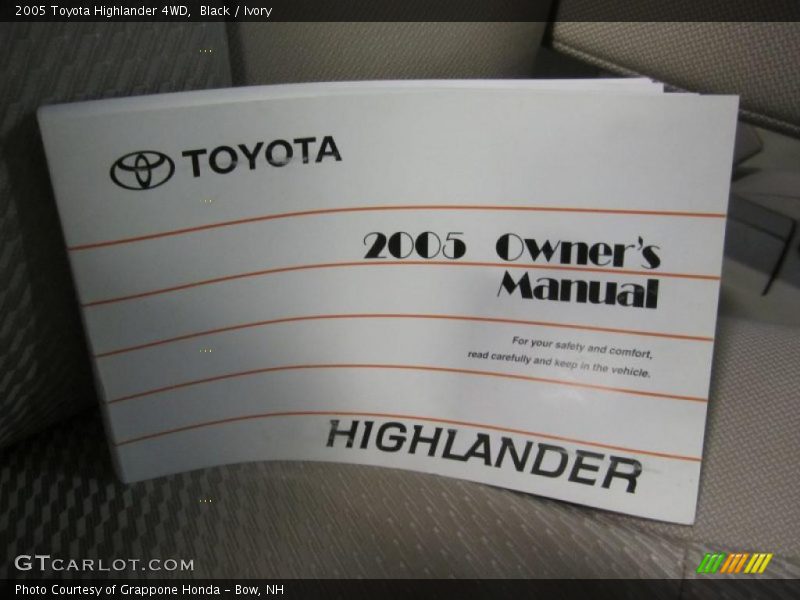 2005 Toyota Highlander 4WD,  Black / Ivory
TOYOTA
2005 Owner's
Manual
For your safety and comfort,
read carefully and keep in the vehicle.
HIGHLANDER
GTCARLOT.COM
Photo Courtesy of Grappone Honda - Bow, NH